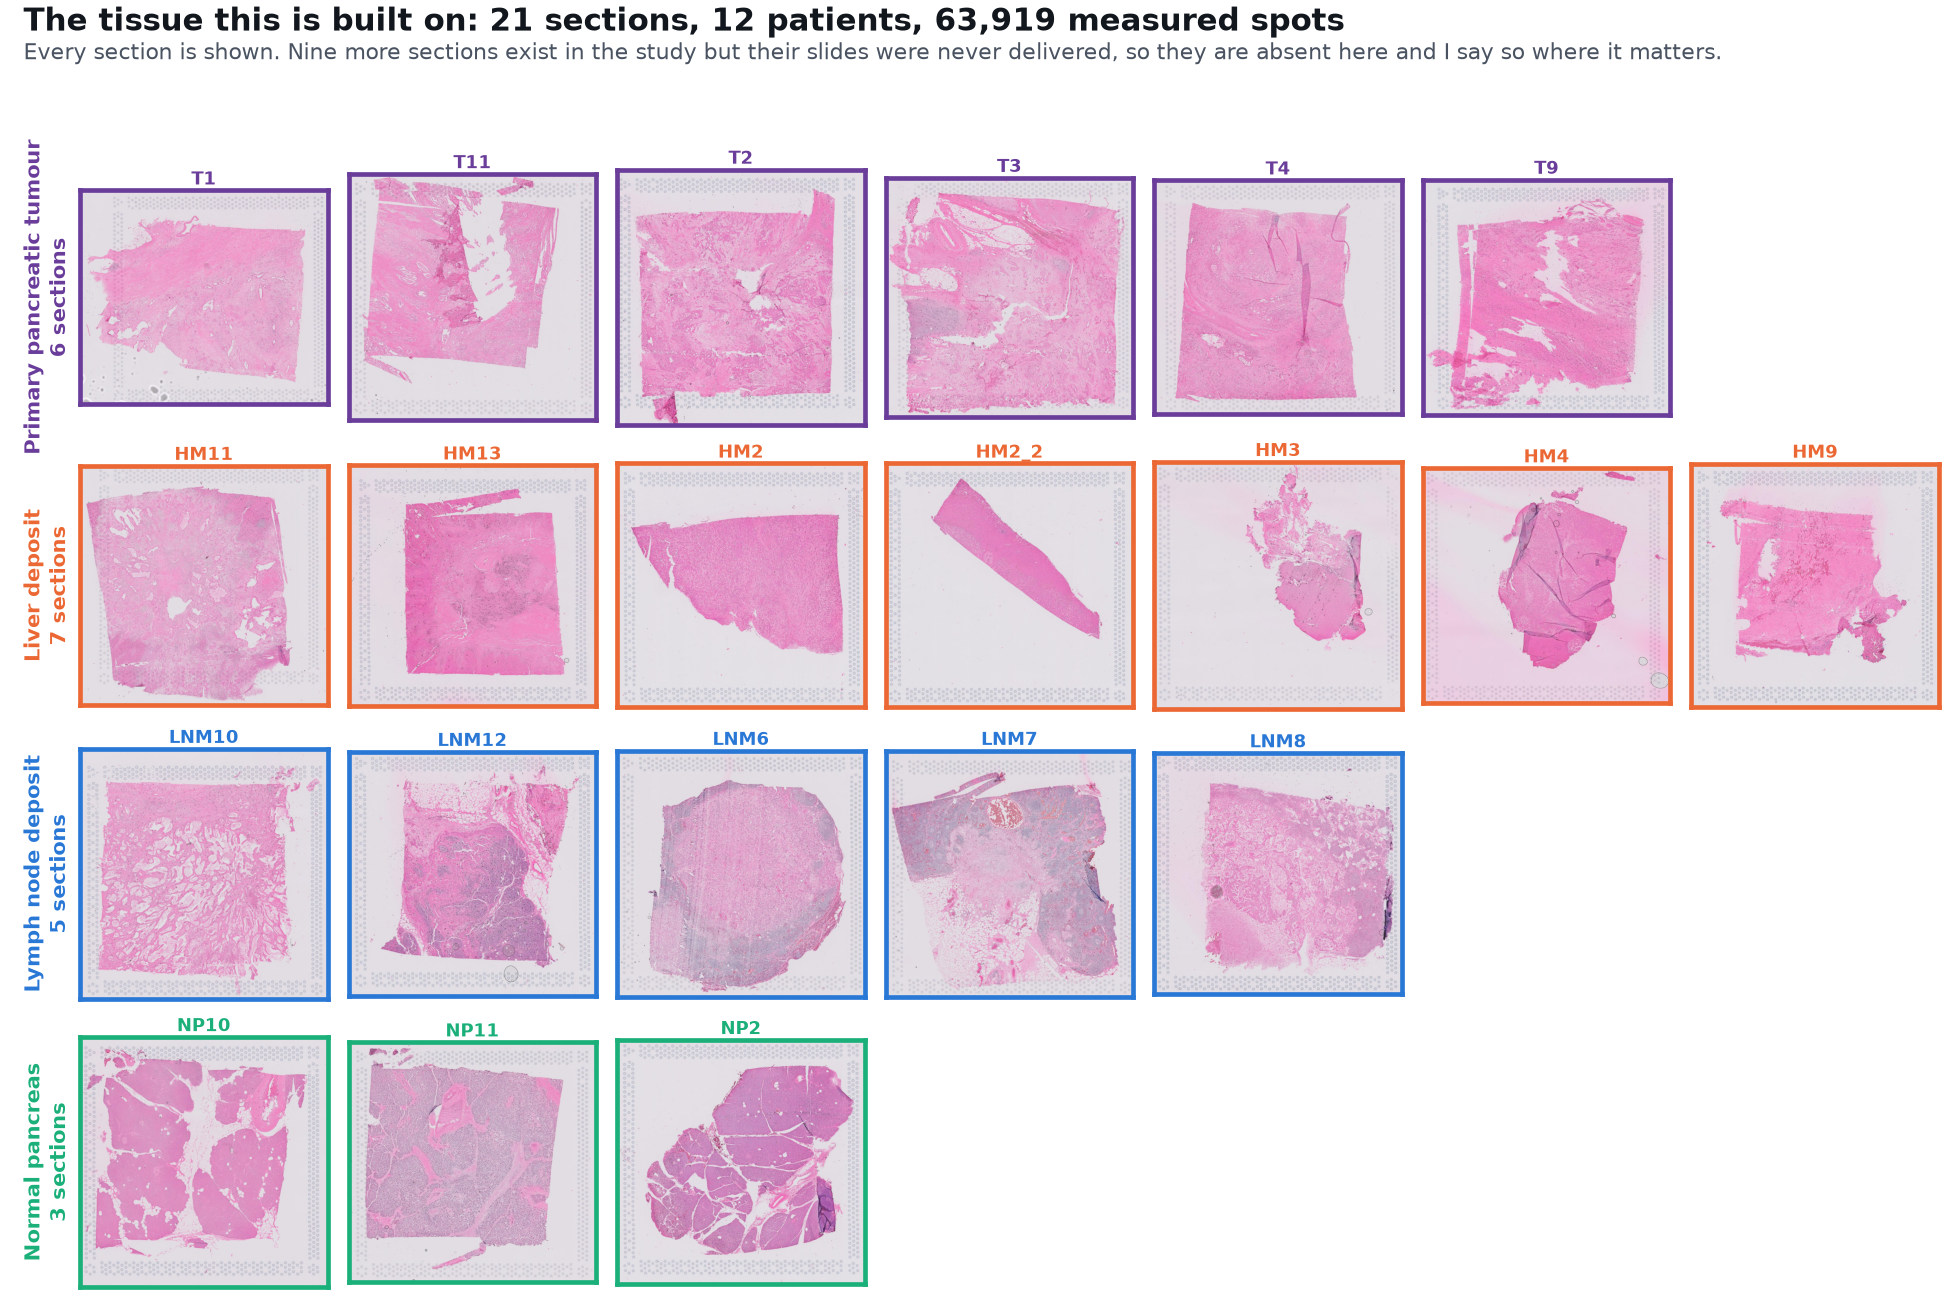 The tissue this is built on: 21 sections, 12 patients, 63,919 measured spots
Every section is shown. Nine more sections exist in the study but their slides were never delivered, so they are absent here and I say so where it matters.
Primary pancreatic tumour
6 sections
T1
T11
T2
T3
T4
T9
Liver deposit
7 sections
HM11
HM13
HM2
HM2_2
HM3
HM4
HM9
Lymph node deposit
5 sections
LNM10
LNM12
LNM6
LNM7
LNM8
Normal pancreas
3 sections
NP10
NP11
NP2